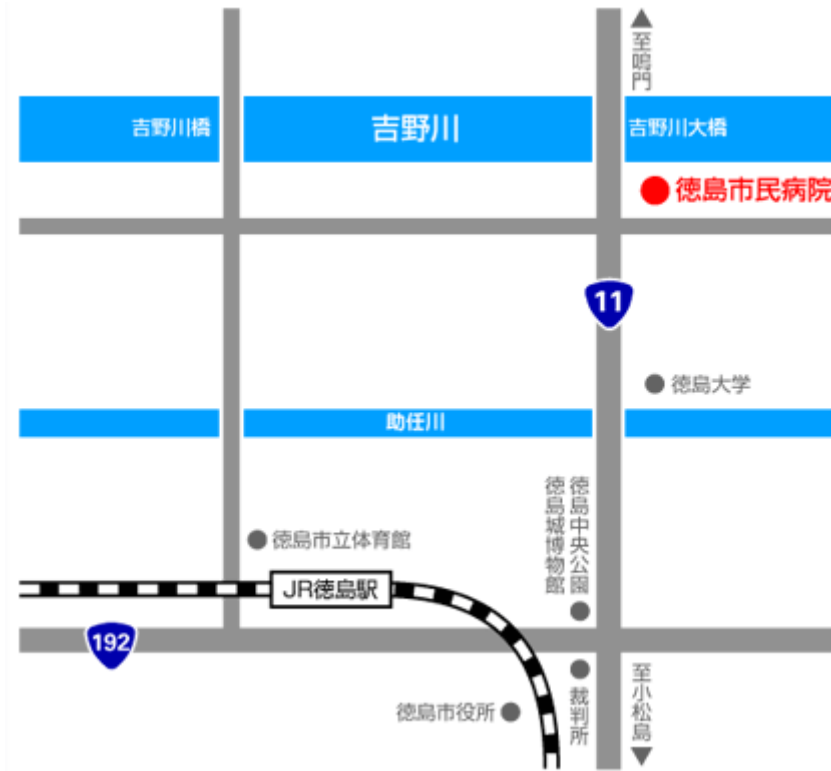 至鳴門
吉野川橋
吉野川
吉野川大橋
徳島市民病院
11
徳島大学
助任川
徳島中央公園
徳島城博物館
徳島市立体育館
JR徳島駅
192
徳島市役所
裁判所
至小松島